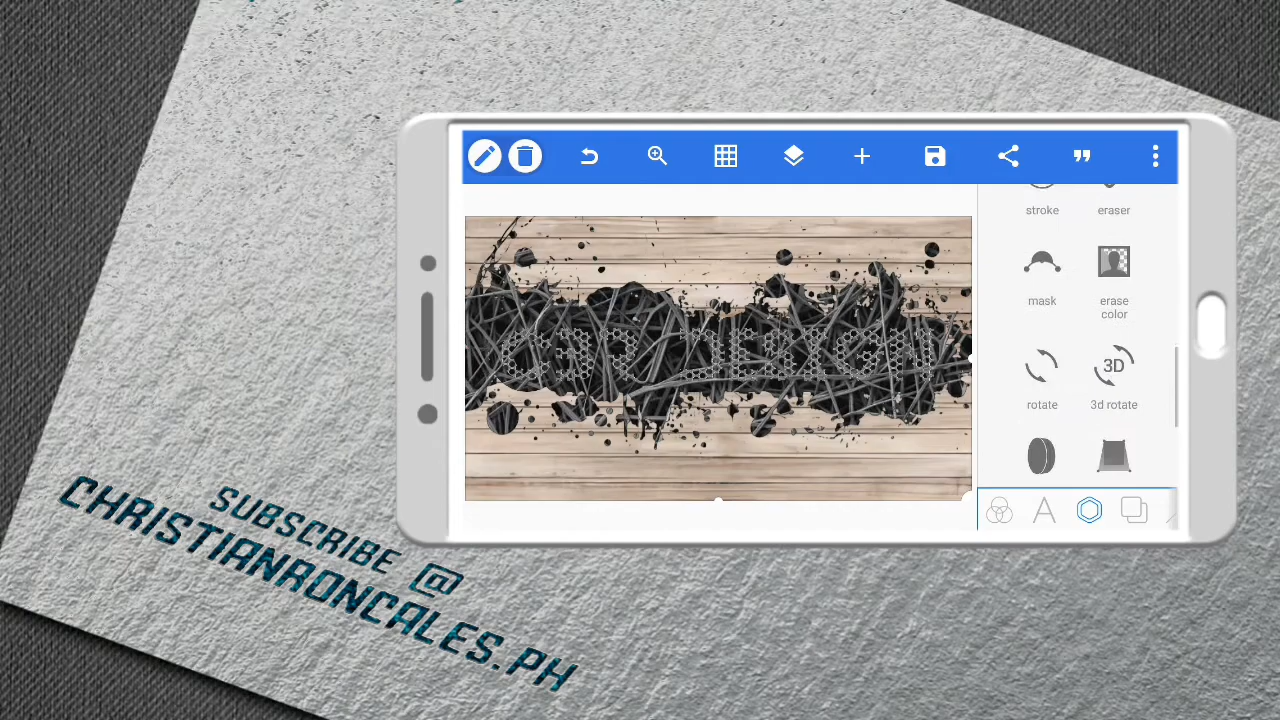 stroke
eraser
mask
erase
color
rotate
3D
3d rotate
SUBSCRIBE @
CHRISTIANRONCALES.PH